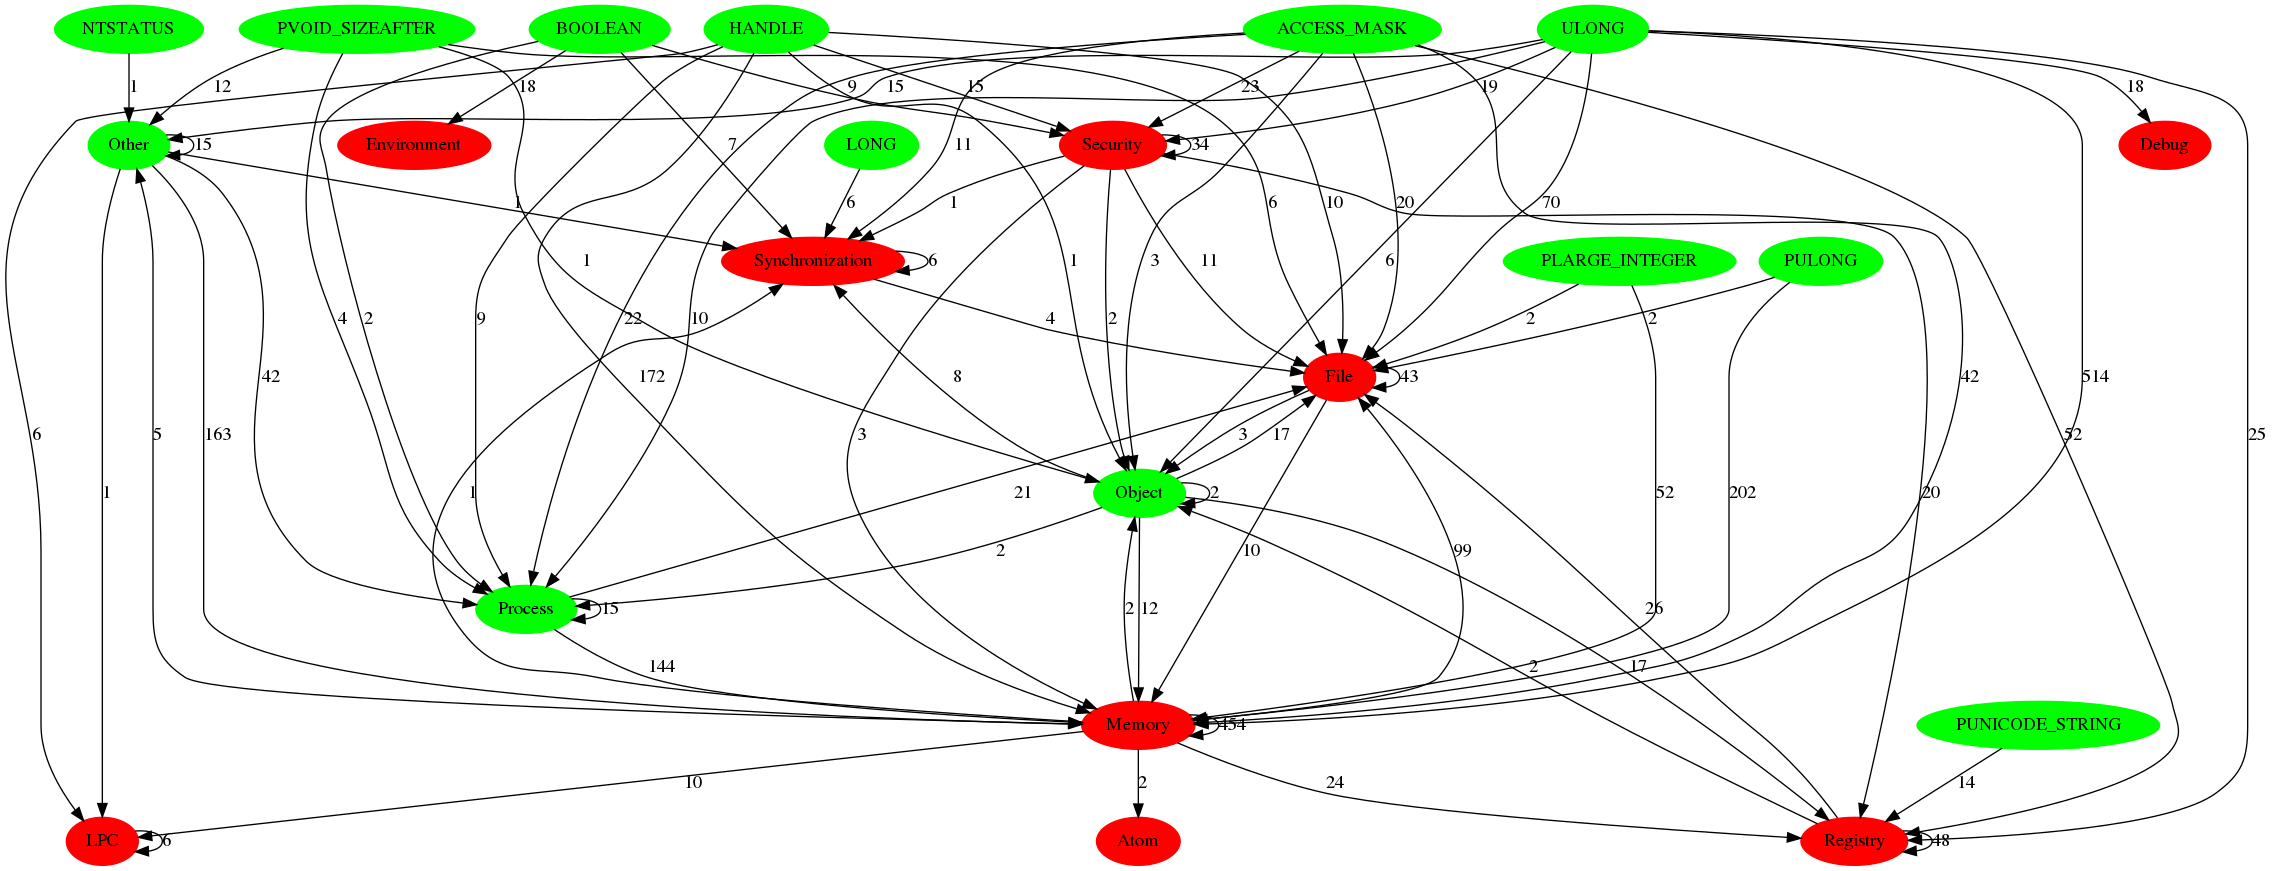 NTSTATUS PVOID_SIZEAFTER BOOLEAN HANDLE ACCESS_MASK ULONG
1 12 18 9 15 15 23 19 18
Other 15 Environment 7 LONG 11 Security 34 Debug
1 6 1 6 10 20 70
Synchronization 6 1 1 3 6 11 PLARGE_INTEGER PULONG
4 2 9 22 10 4 2 2 2
42 172 8 File 43 42 514
6 5 163 3 3 17 52 25
1 1 21 Object 2 52 202 20
2 10 99
Process 15 2 12 26
144 2 17
Memory 454 PUNICODE_STRING
10 2 24 14
LPC 6 Atom Registry 48